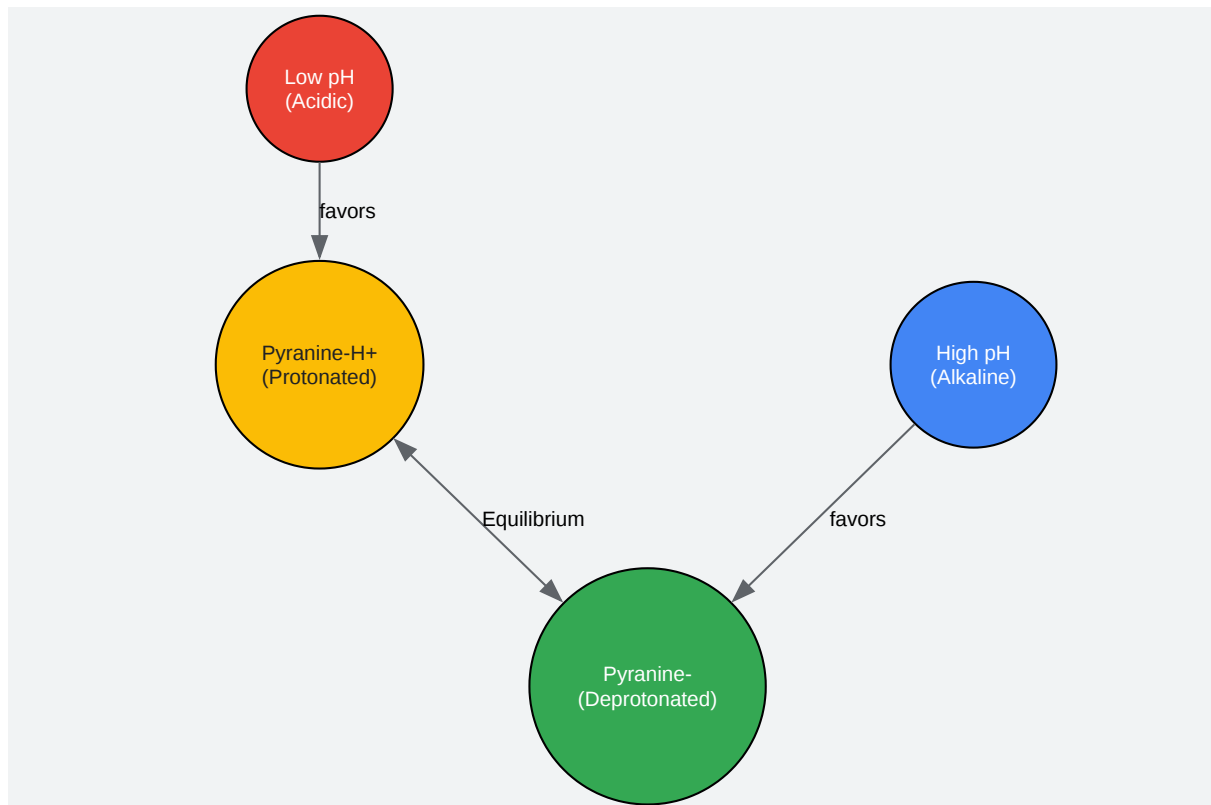 Low pH
(Acidic)
favors
Pyranine-H+
(Protonated)
High pH
(Alkaline)
Equilibrium
favors
Pyranine-
(Deprotonated)